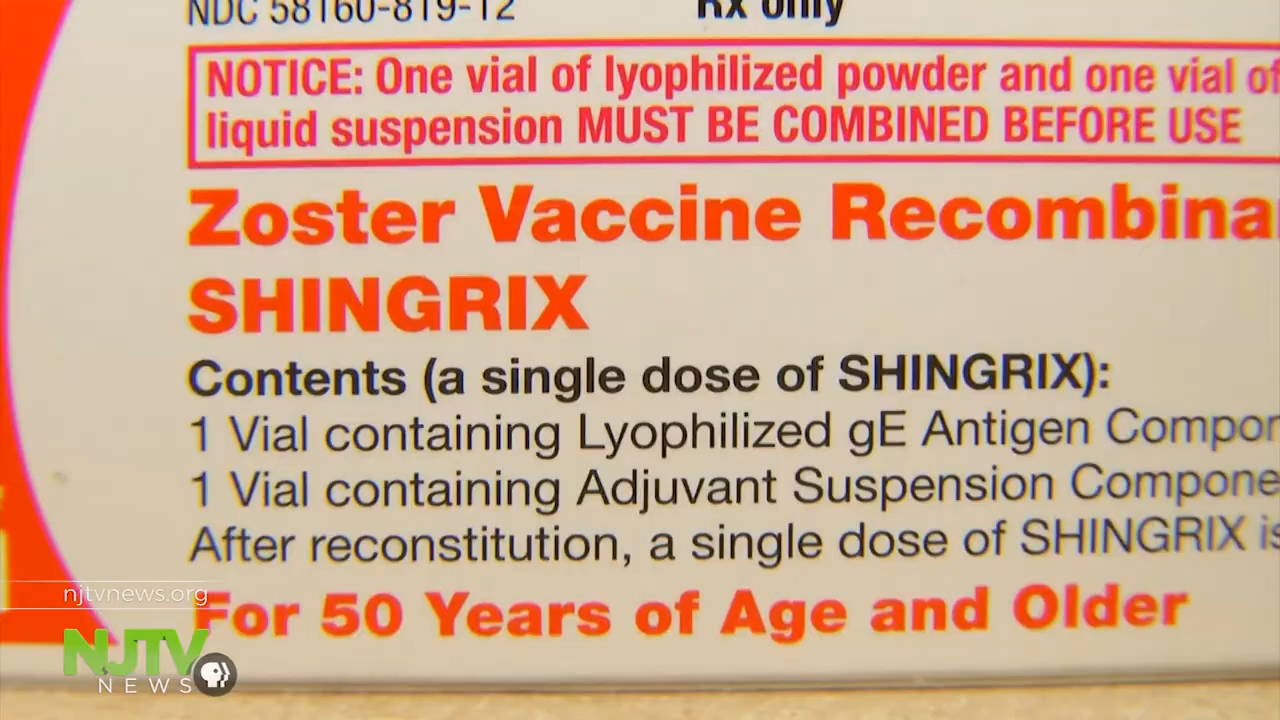 NDC 58160-819-12 Rx only
NOTICE: One vial of lyophilized powder and one vial of
liquid suspension MUST BE COMBINED BEFORE USE
Zoster Vaccine Recombina
SHINGRIX
Contents (a single dose of SHINGRIX):
1 Vial containing Lyophilized gE Antigen Compon
1 Vial containing Adjuvant Suspension Compone
After reconstitution, a single dose of SHINGRIX is
For 50 Years of Age and Older
njtvnews.org
NJTV
NEWS
PBS